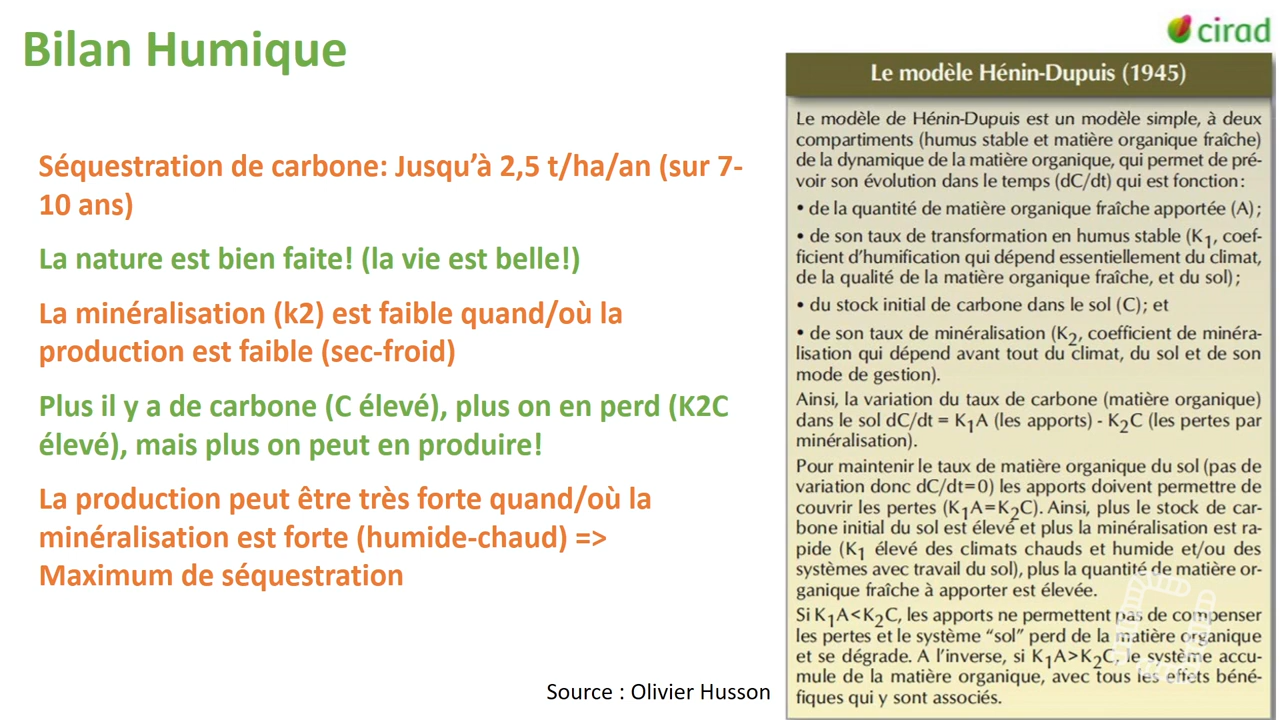 Bilan Humique
Séquestration de carbone: Jusqu’à 2,5 t/ha/an (sur 7-
10 ans)
La nature est bien faite! (la vie est belle!)
La minéralisation (k2) est faible quand/où la
production est faible (sec-froid)
Plus il y a de carbone (C élevé), plus on en perd (K2C
élevé), mais plus on peut en produire!
La production peut être très forte quand/où la
minéralisation est forte (humide-chaud) =>
Maximum de séquestration
Source : Olivier Husson
cirad
Le modèle Hénin-Dupuis (1945)
Le modèle de Hénin-Dupuis est un modèle simple, à deux
compartiments (humus stable et matière organique fraîche)
de la dynamique de la matière organique, qui permet de pré-
voir son évolution dans le temps (dC/dt) qui est fonction :
• de la quantité de matière organique fraîche apportée (A) ;
• de son taux de transformation en humus stable (K1, coef-
ficient d’humification qui dépend essentiellement du climat,
de la qualité de la matière organique fraîche, et du sol) ;
• du stock initial de carbone dans le sol (C) ; et
• de son taux de minéralisation (K2, coefficient de minéra-
lisation qui dépend avant tout du climat, du sol et de son
mode de gestion).
Ainsi, la variation du taux de carbone (matière organique)
dans le sol dC/dt = K1A (les apports) - K2C (les pertes par
minéralisation).
Pour maintenir le taux de matière organique du sol (pas de
variation donc dC/dt=0) les apports doivent permettre de
couvrir les pertes (K1A=K2C). Ainsi, plus le stock de car-
bone initial du sol est élevé et plus la minéralisation est ra-
pide (K1 élevé des climats chauds et humide et/ou des
systèmes avec travail du sol), plus la quantité de matière or-
ganique fraîche à apporter est élevée.
Si K1A<K2C, les apports ne permettent pas de compenser
les pertes et le système “sol” perd de la matière organique
et se dégrade. A l’inverse, si K1A>K2C, le système accu-
mule de la matière organique, avec tous les effets béné-
fiques qui y sont associés.